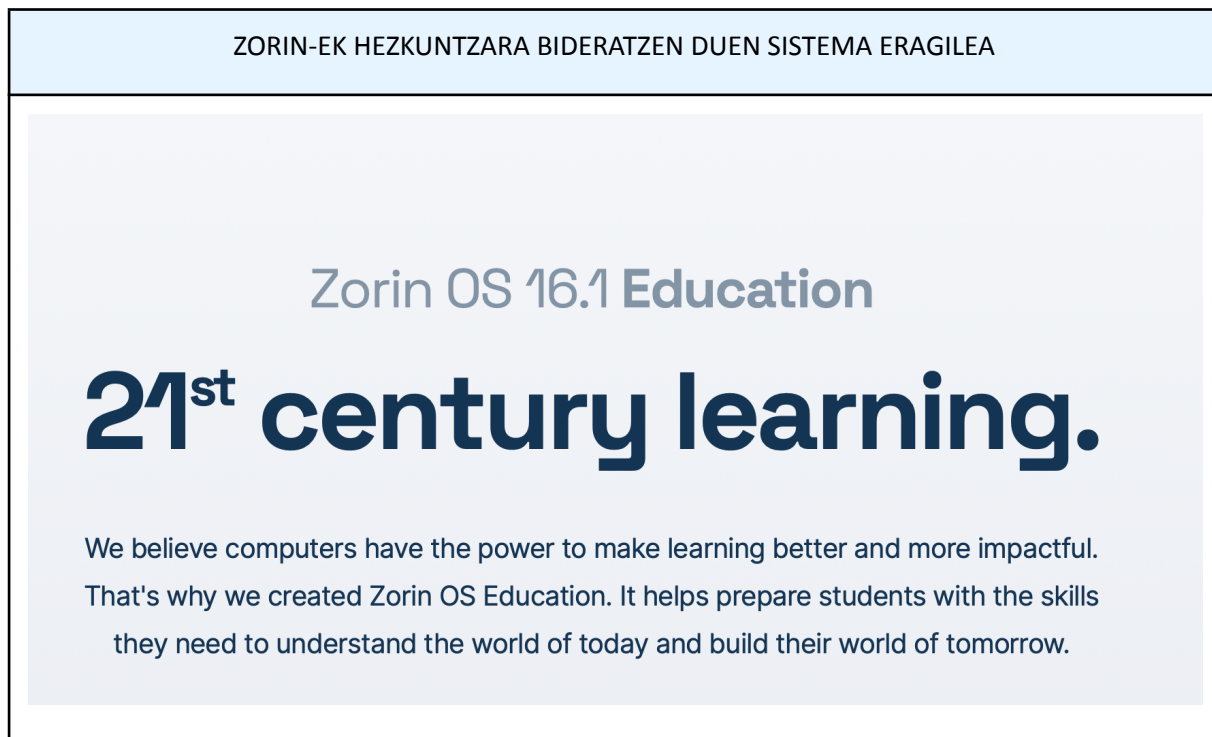 ZORIN-EK HEZKUNTZARA BIDERATZEN DUEN SISTEMA ERAGILEA
Zorin OS 16.1 Education
21st century learning.
We believe computers have the power to make learning better and more impactful.
That's why we created Zorin OS Education. It helps prepare students with the skills
they need to understand the world of today and build their world of tomorrow.